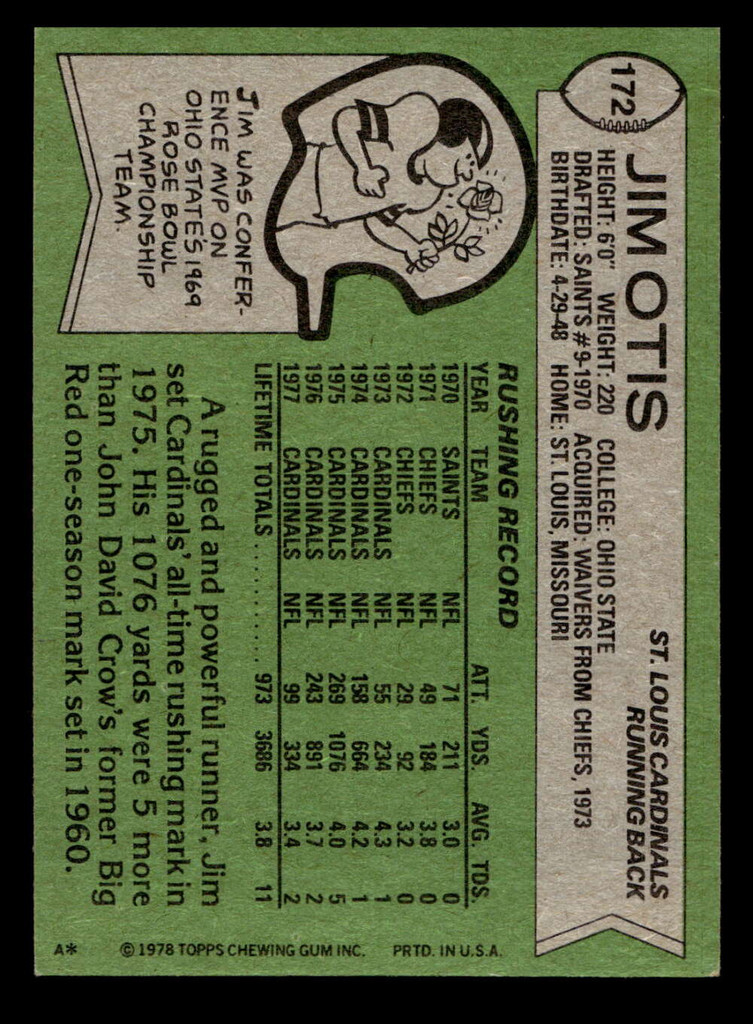 172
JIM OTIS
ST. LOUIS CARDINALS
RUNNING BACK
HEIGHT: 6'0" WEIGHT: 220 COLLEGE: OHIO STATE
DRAFTED: SAINTS #9-1970 ACQUIRED: WAIVERS FROM CHIEFS, 1973
BIRTHDATE: 4-29-48 HOME: ST. LOUIS, MISSOURI
JIM WAS CONFER-
ENCE MVP ON
OHIO STATE'S 1969
ROSE BOWL
CHAMPIONSHIP
TEAM.
RUSHING RECORD
YEAR TEAM ATT. YDS. AVG. TDS.
1970 SAINTS NFL 71 211 3.0 0
1971 CHIEFS NFL 49 184 3.8 0
1972 CHIEFS NFL 29 92 3.2 0
1973 CARDINALS NFL 55 234 4.3 1
1974 CARDINALS NFL 158 664 4.2 1
1975 CARDINALS NFL 269 1076 4.0 5
1976 CARDINALS NFL 243 891 3.7 2
1977 CARDINALS NFL 99 334 3.4 2
LIFETIME TOTALS .......... 973 3686 3.8 11
A rugged and powerful runner, Jim
set Cardinals' all-time rushing mark in
1975. His 1076 yards were 5 more
than John David Crow's former Big
Red one-season mark set in 1960.
A* © 1978 TOPPS CHEWING GUM INC. PRTD. IN U.S.A.